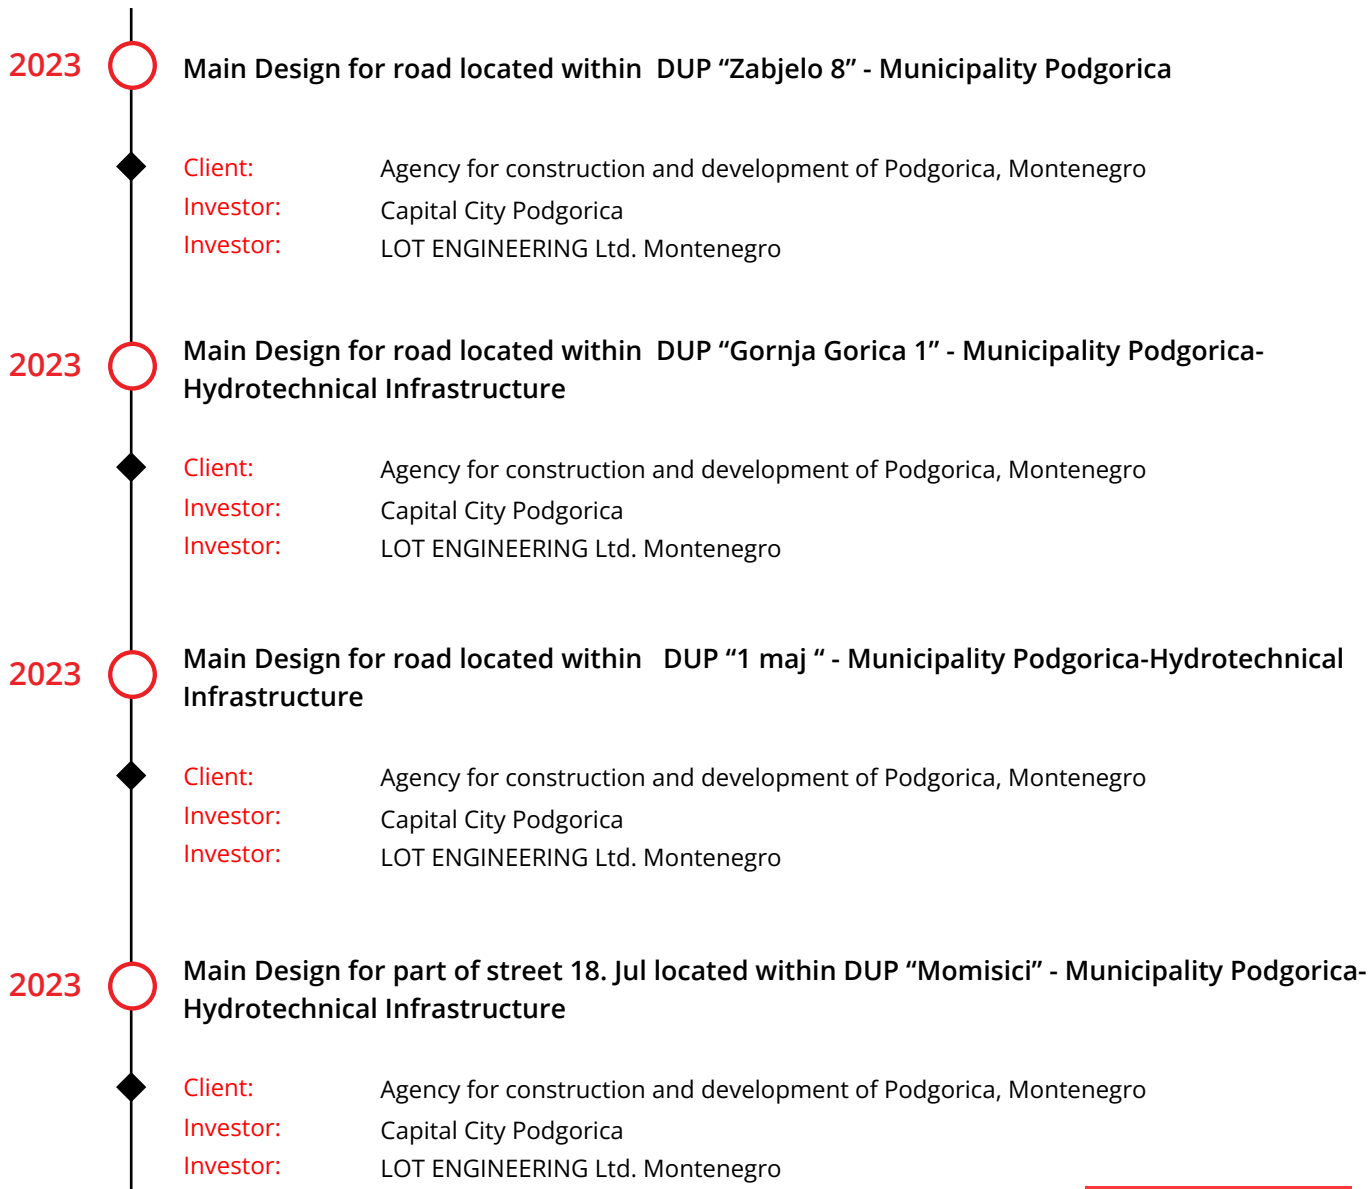 2023
Main Design for road located within  DUP “Zabjelo 8” - Municipality Podgorica
Client: Agency for construction and development of Podgorica, Montenegro
Investor: Capital City Podgorica
Investor: LOT ENGINEERING Ltd. Montenegro
2023
Main Design for road located within  DUP “Gornja Gorica 1” - Municipality Podgorica-
Hydrotechnical Infrastructure
Client: Agency for construction and development of Podgorica, Montenegro
Investor: Capital City Podgorica
Investor: LOT ENGINEERING Ltd. Montenegro
2023
Main Design for road located within   DUP “1 maj “ - Municipality Podgorica-Hydrotechnical
Infrastructure
Client: Agency for construction and development of Podgorica, Montenegro
Investor: Capital City Podgorica
Investor: LOT ENGINEERING Ltd. Montenegro
2023
Main Design for part of street 18. Jul located within DUP “Momisici” - Municipality Podgorica-
Hydrotechnical Infrastructure
Client: Agency for construction and development of Podgorica, Montenegro
Investor: Capital City Podgorica
Investor: LOT ENGINEERING Ltd. Montenegro